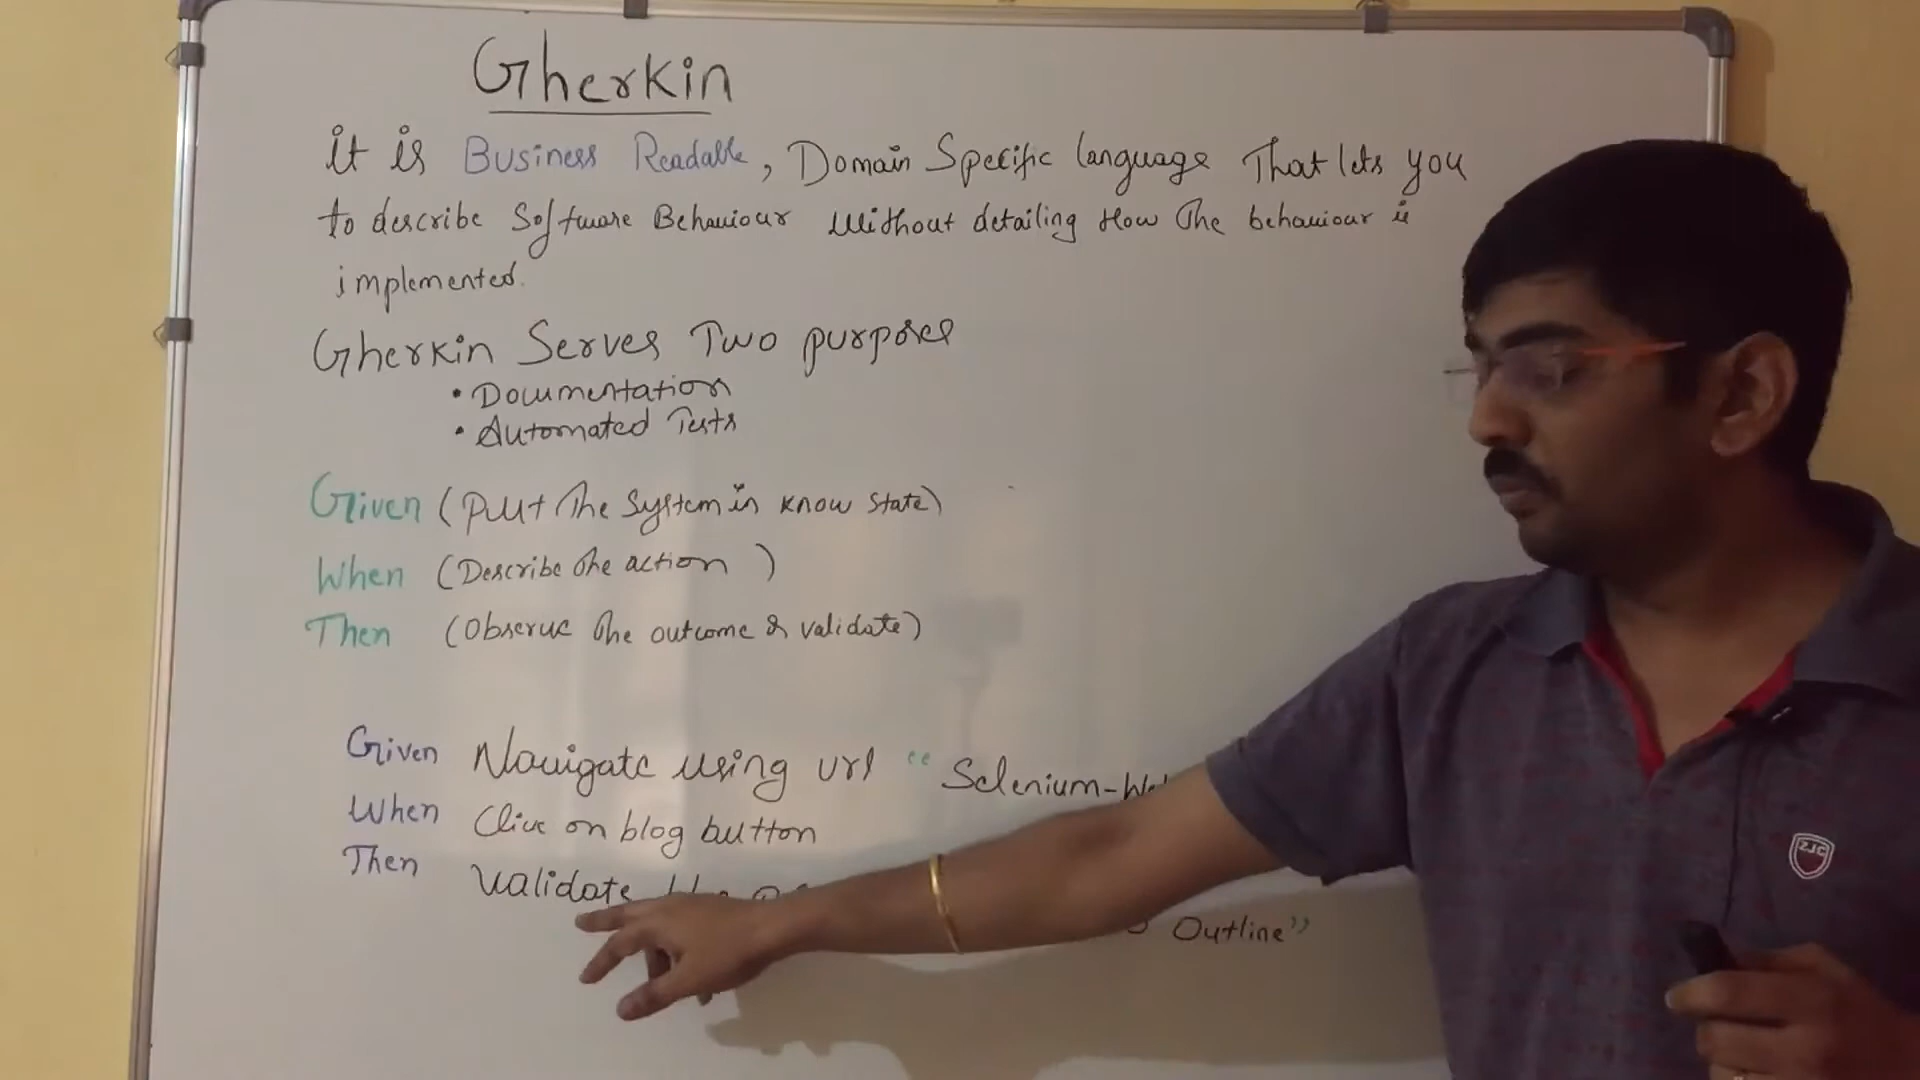 Gherkin
it is Business Readable, Domain Specific language That lets you
to describe Software Behaviour Without detailing How The behaviour is
implemented.
Gherkin Serves Two purposes
• Documentation
• Automated Tests
Given (Put The System in know state)
When (Describe The action )
Then (Observe The outcome & validate)
Given Navigate using url “ Selenium-
When Click on blog button
Then validate
Outline”
ZJC